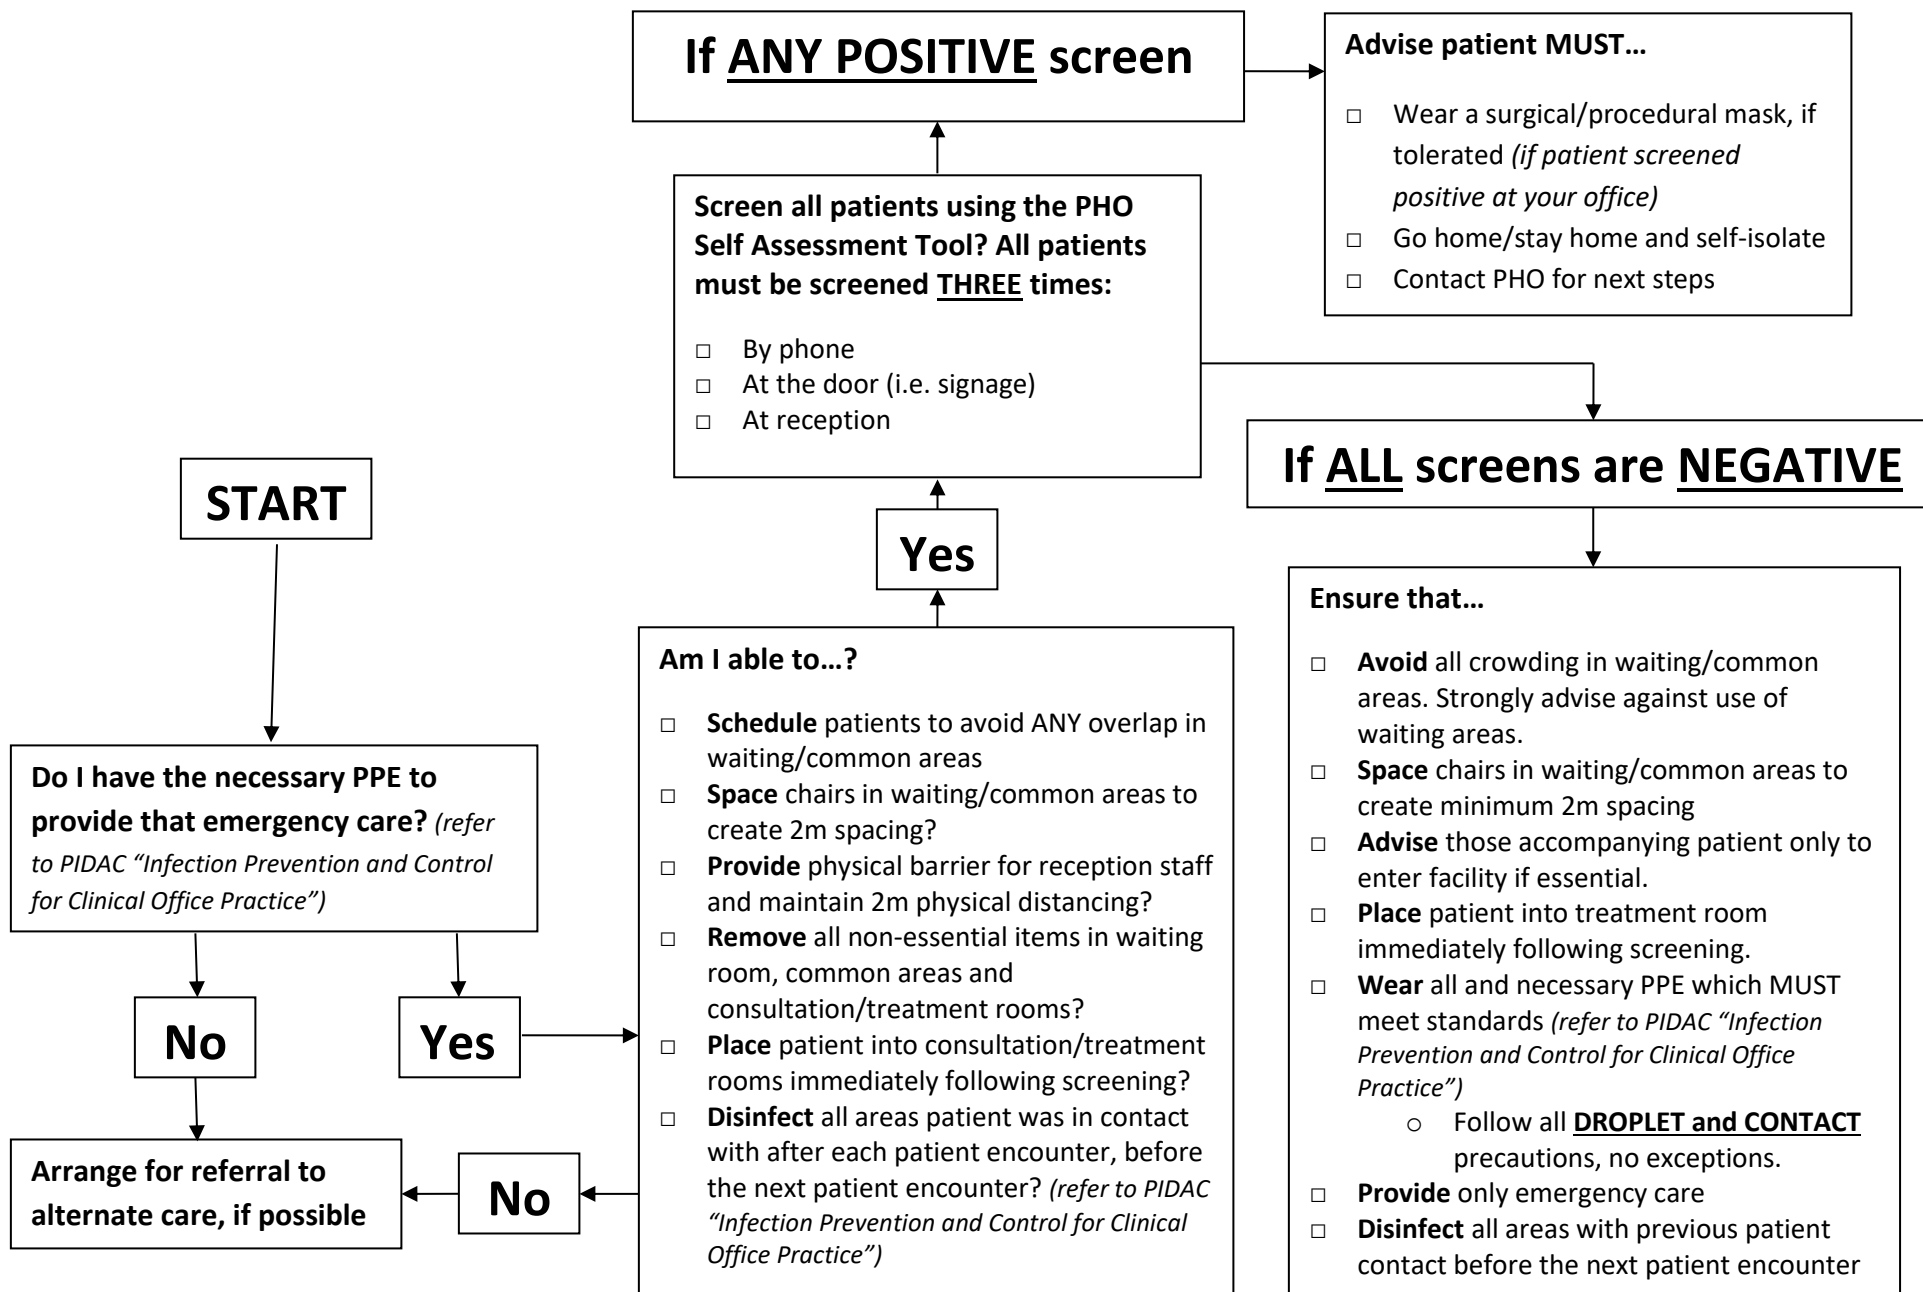 START
Do I have the necessary PPE to
provide that emergency care? (refer
to PIDAC “Infection Prevention and Control
for Clinical Office Practice”)
No
Yes
Arrange for referral to
alternate care, if possible
Am I able to…?
□ Schedule patients to avoid ANY overlap in
waiting/common areas
□ Space chairs in waiting/common areas to
create 2m spacing?
□ Provide physical barrier for reception staff
and maintain 2m physical distancing?
□ Remove all non-essential items in waiting
room, common areas and
consultation/treatment rooms?
□ Place patient into consultation/treatment
rooms immediately following screening?
□ Disinfect all areas patient was in contact
with after each patient encounter, before
the next patient encounter? (refer to PIDAC
“Infection Prevention and Control for Clinical
Office Practice”)
No
Yes
Screen all patients using the PHO
Self Assessment Tool? All patients
must be screened THREE times:
□ By phone
□ At the door (i.e. signage)
□ At reception
If ANY POSITIVE screen
Advise patient MUST…
□ Wear a surgical/procedural mask, if
tolerated (if patient screened
positive at your office)
□ Go home/stay home and self-isolate
□ Contact PHO for next steps
If ALL screens are NEGATIVE
Ensure that…
□ Avoid all crowding in waiting/common
areas. Strongly advise against use of
waiting areas.
□ Space chairs in waiting/common areas to
create minimum 2m spacing
□ Advise those accompanying patient only to
enter facility if essential.
□ Place patient into treatment room
immediately following screening.
□ Wear all and necessary PPE which MUST
meet standards (refer to PIDAC “Infection
Prevention and Control for Clinical Office
Practice”)
o Follow all DROPLET and CONTACT
precautions, no exceptions.
□ Provide only emergency care
□ Disinfect all areas with previous patient
contact before the next patient encounter